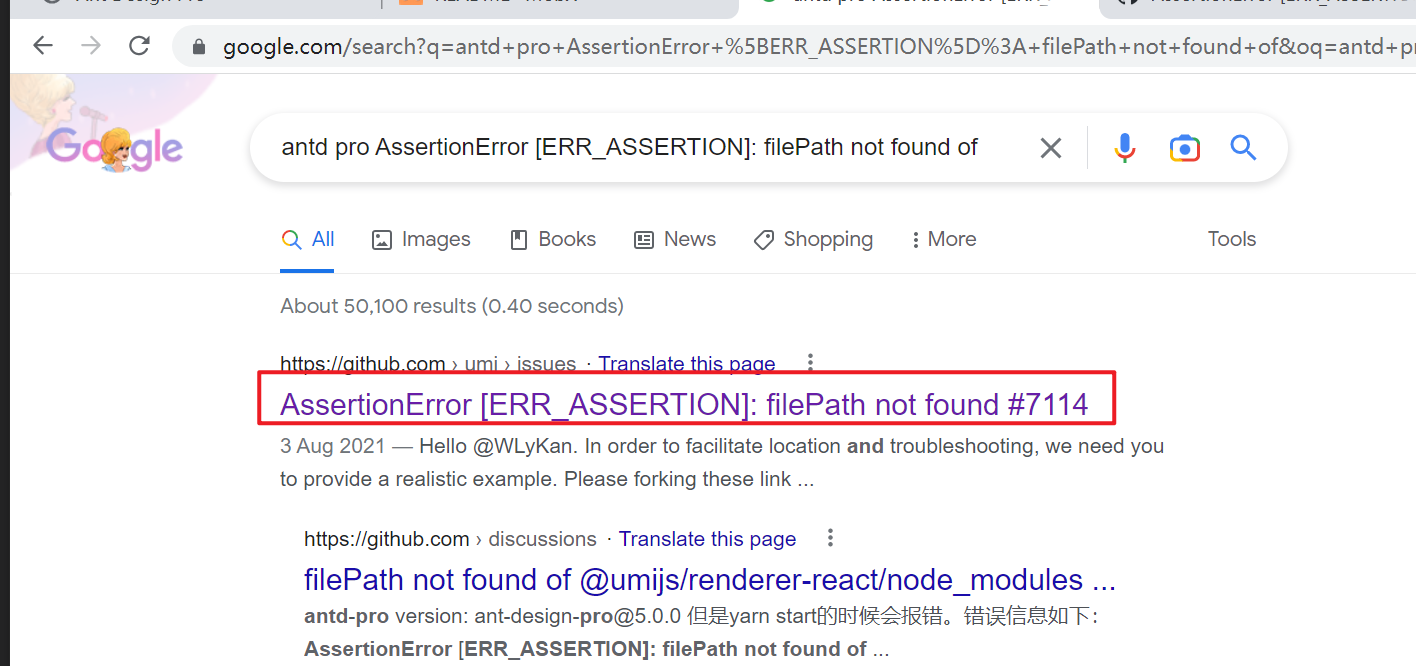 google.com/search?q=antd+pro+AssertionError+%5BERR_ASSERTION%5D%3A+filePath+not+found+of&oq=antd+pr
Google
antd pro AssertionError [ERR_ASSERTION]: filePath not found of
All Images Books News Shopping More Tools
About 50,100 results (0.40 seconds)
https://github.com › umi › issues · Translate this page
AssertionError [ERR_ASSERTION]: filePath not found #7114
3 Aug 2021 — Hello @WLyKan. In order to facilitate location and troubleshooting, we need you
to provide a realistic example. Please forking these link ...
https://github.com › discussions · Translate this page
filePath not found of @umijs/renderer-react/node_modules ...
antd-pro version: ant-design-pro@5.0.0 但是yarn start的时候会报错。错误信息如下：
AssertionError [ERR_ASSERTION]: filePath not found of ...